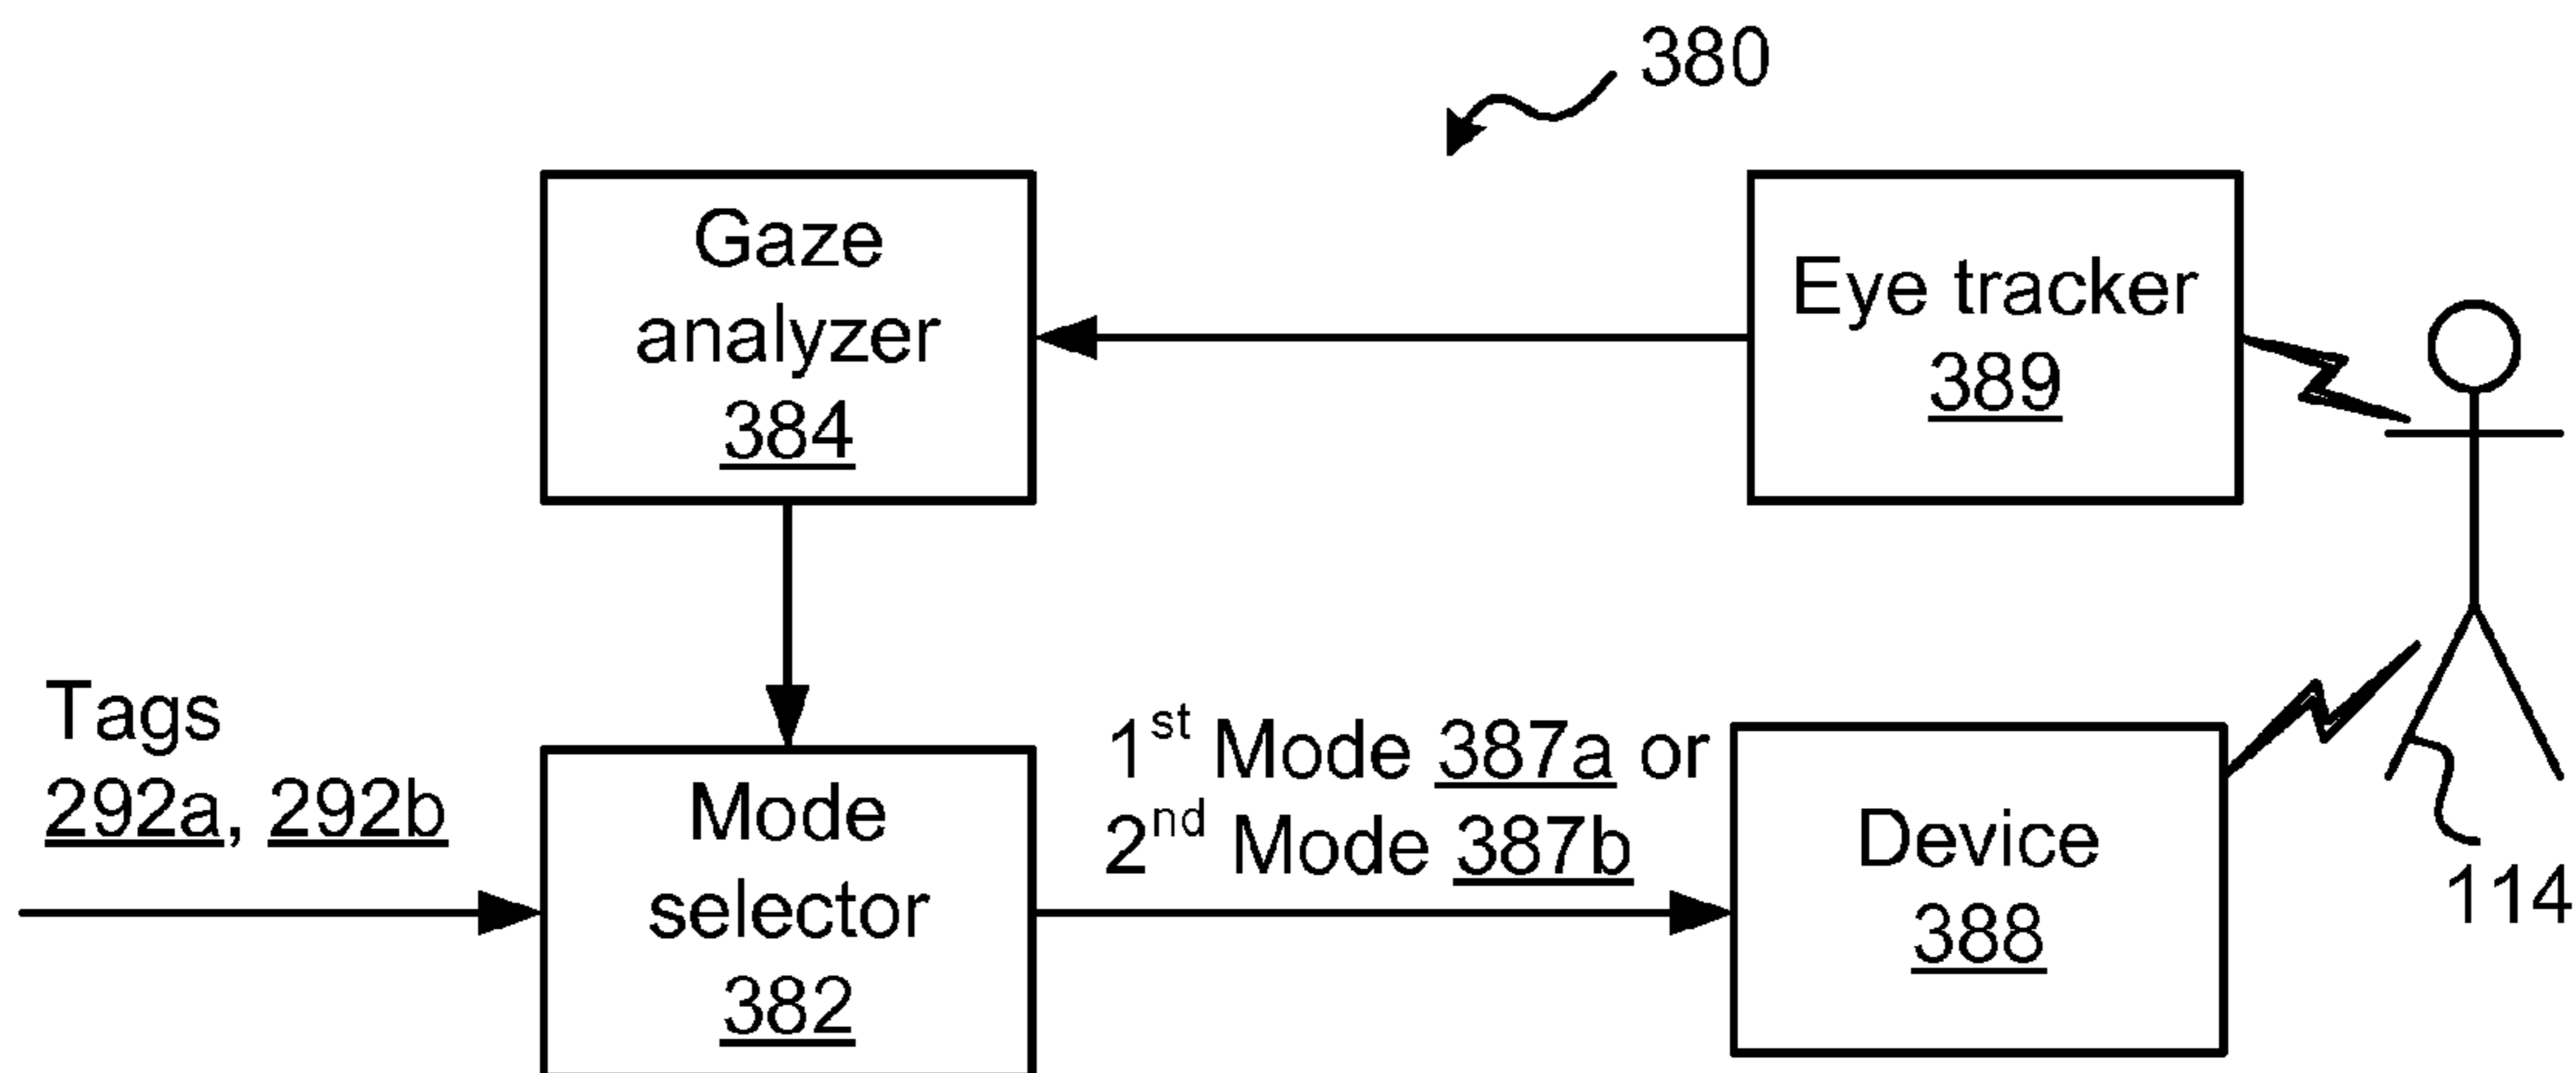 380
Gaze
analyzer
384
Eye tracker
389
Tags
292a, 292b
Mode
selector
382
1st Mode 387a or
2nd Mode 387b
Device
388
114